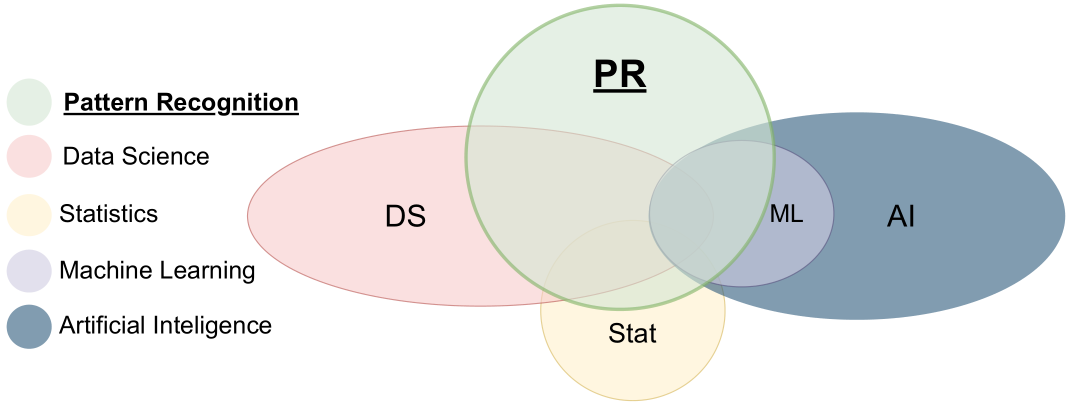 Pattern Recognition
Data Science
Statistics
Machine Learning
Artificial Inteligence
PR
DS
ML
AI
Stat